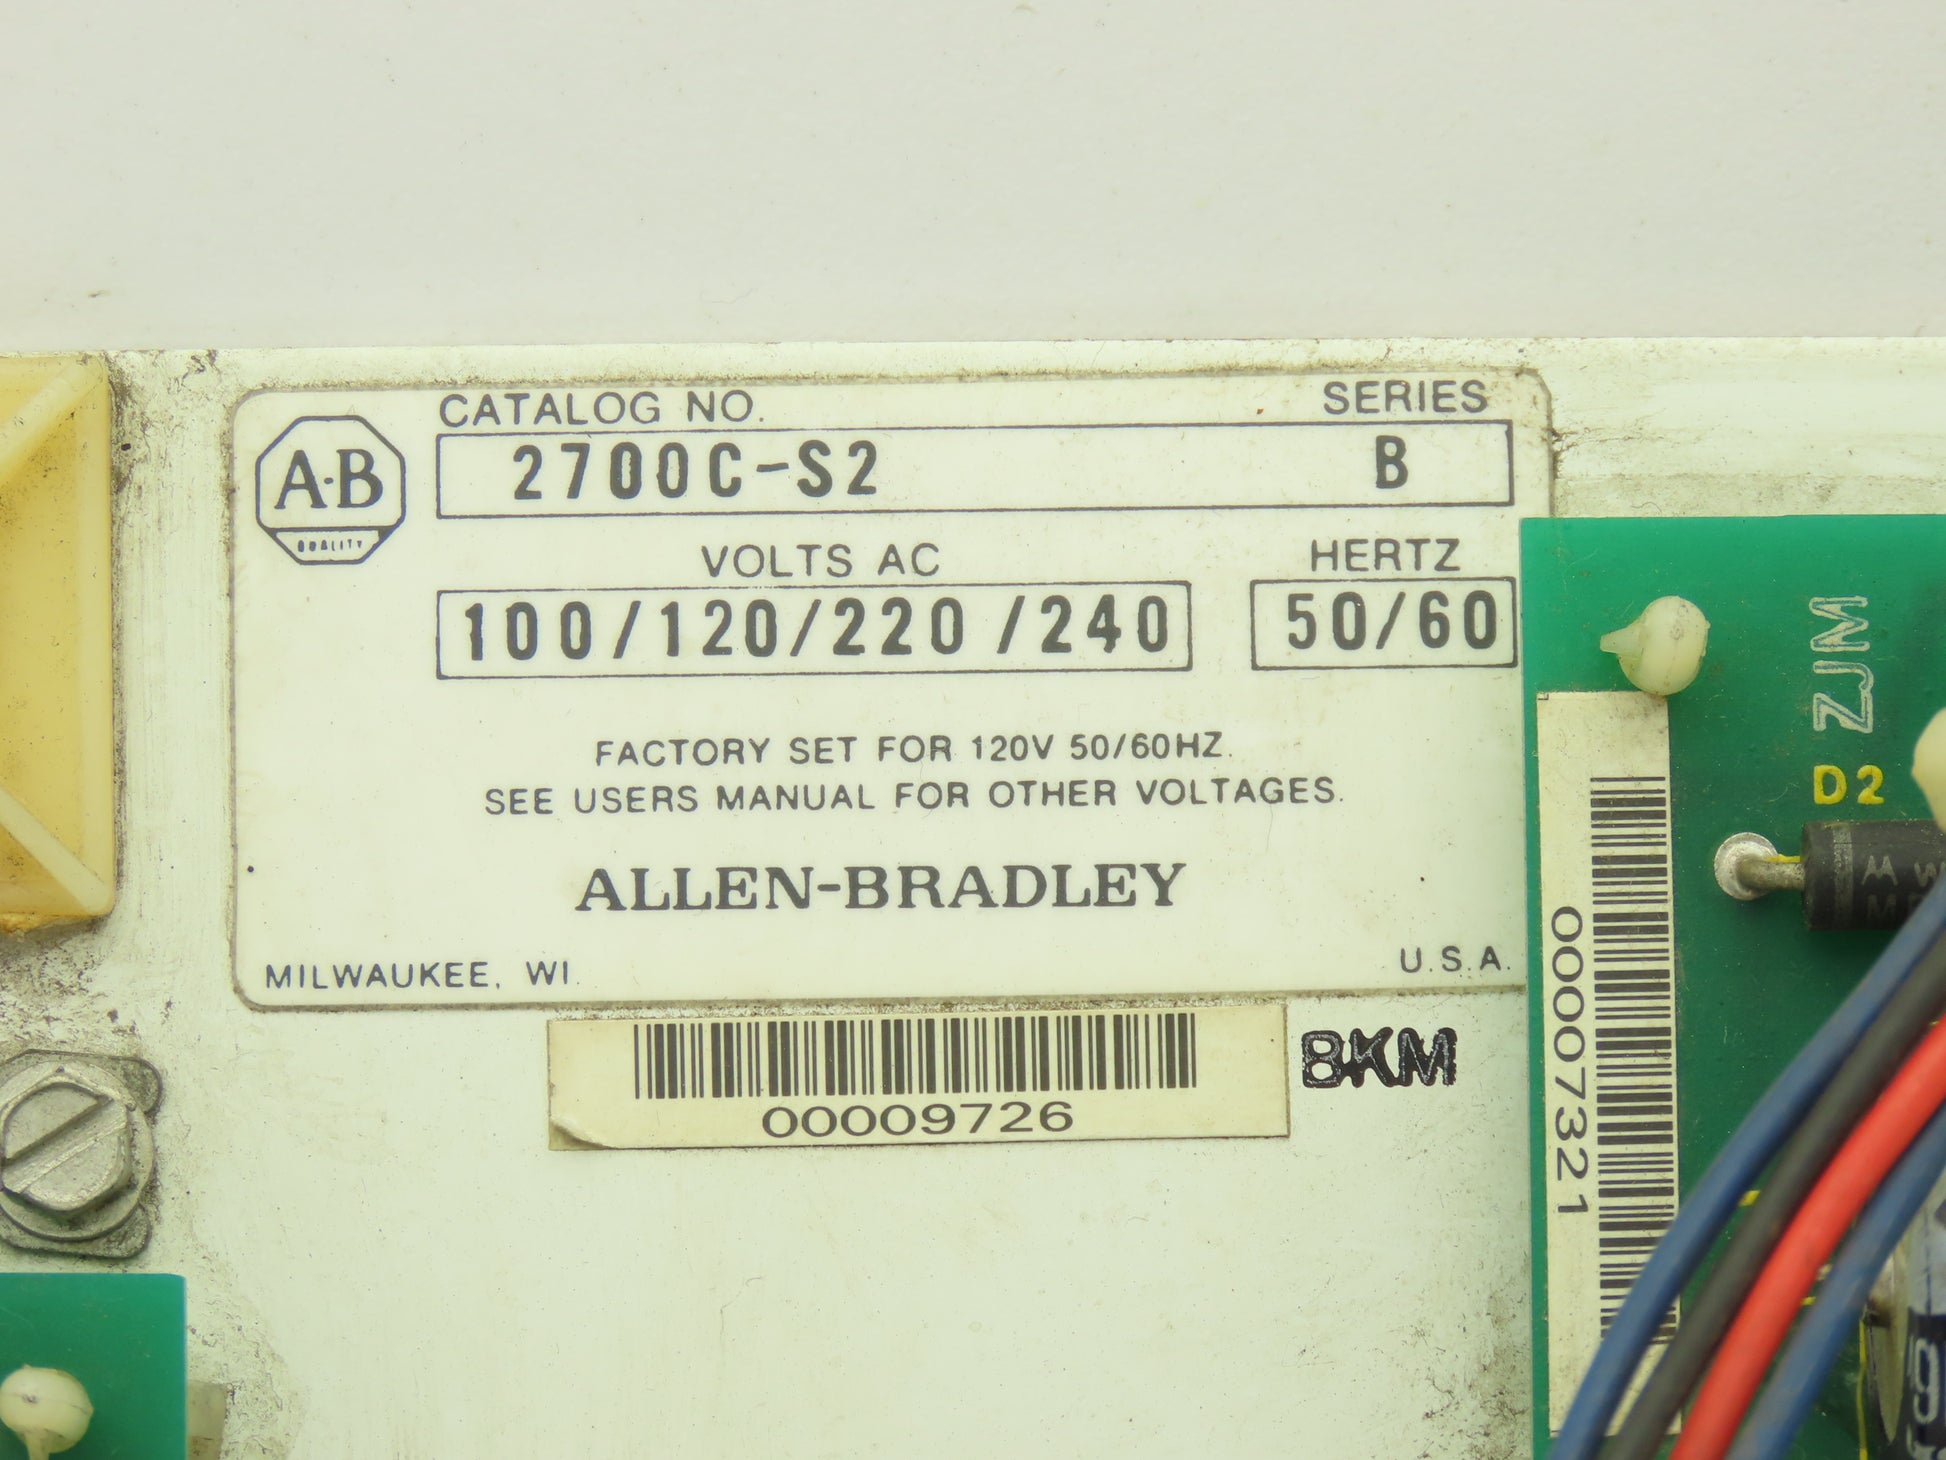 CATALOG NO. SERIES
A·B
QUALITY
2700C-S2 B
VOLTS AC HERTZ
100/120/220/240 50/60
FACTORY SET FOR 120V 50/60HZ.
SEE USERS MANUAL FOR OTHER VOLTAGES.
ALLEN-BRADLEY
MILWAUKEE, WI. U.S.A.
00009726
BKM
ZJM
D2
00007321